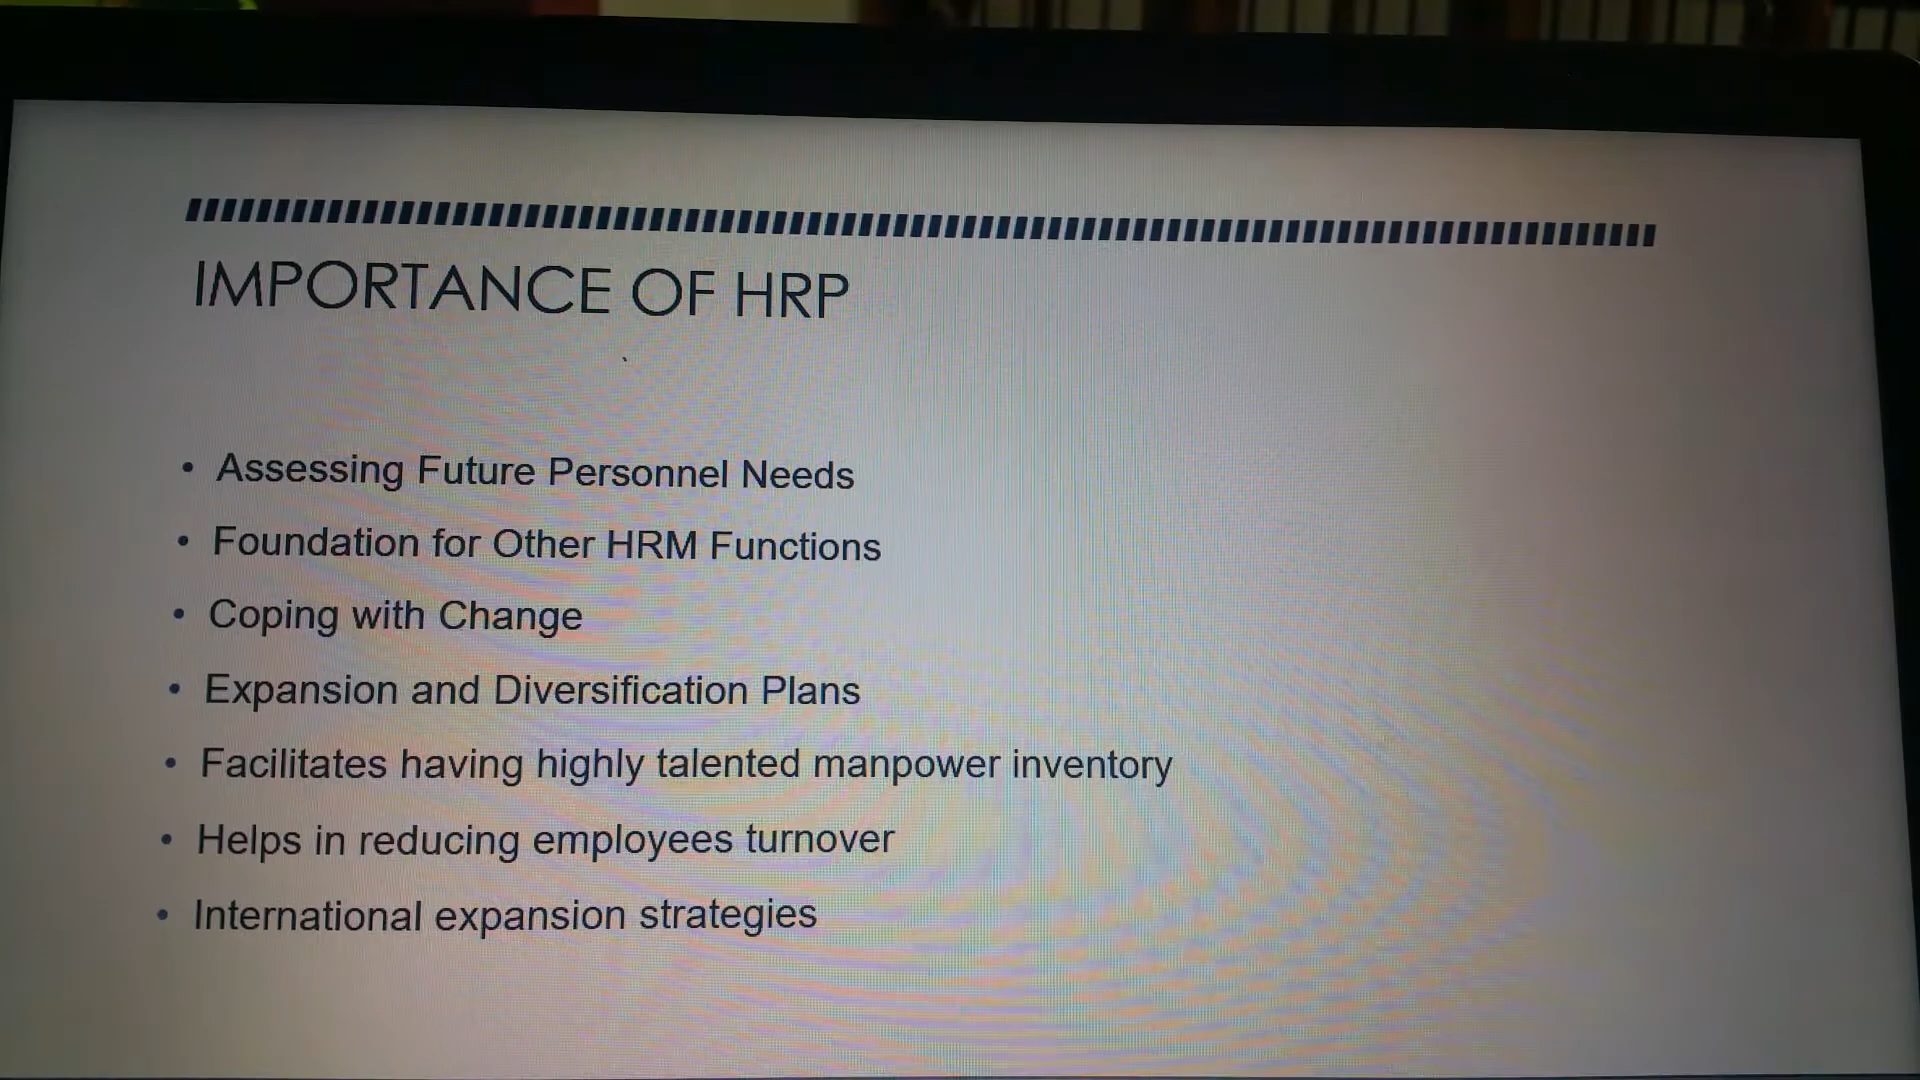 IMPORTANCE OF HRP
• Assessing Future Personnel Needs
• Foundation for Other HRM Functions
• Coping with Change
• Expansion and Diversification Plans
• Facilitates having highly talented manpower inventory
• Helps in reducing employees turnover
• International expansion strategies